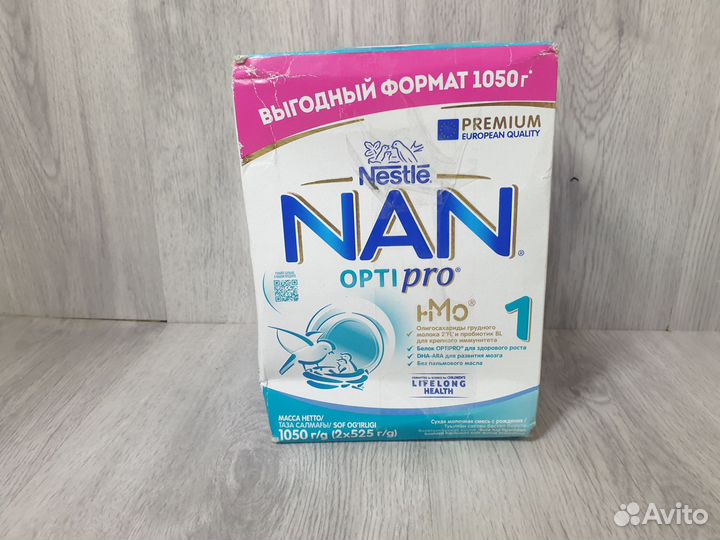 ВЫГОДНЫЙ ФОРМАТ 1050г*
PREMIUM
EUROPEAN QUALITY
Nestlé
NAN®
OPTIpro®
HMO®
1
Олигосахариды грудного
молока 2'FL и пробиотик BL
для крепкого иммунитета
Белок OPTIPRO® для здорового роста
DHA-ARA для развития мозга
Без пальмового масла
LIFELONG
HEALTH
МАССА НЕТТО/
ТАЗА САЛМАҒЫ/ SOF OG'IRLIGI
1050 г/g (2x525 г/g)
Сухая молочная смесь с рождения/
Avito